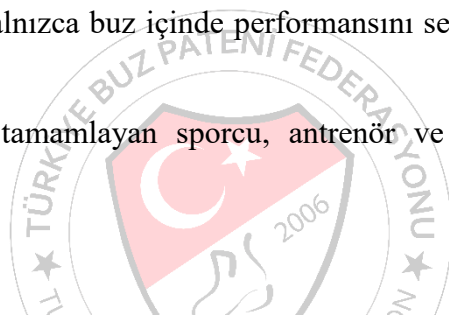 alnızca buz içinde performansını se
tamamlayan sporcu, antrenör ve
TÜRKİYE BUZ PATENİ FEDERASYONU
2006